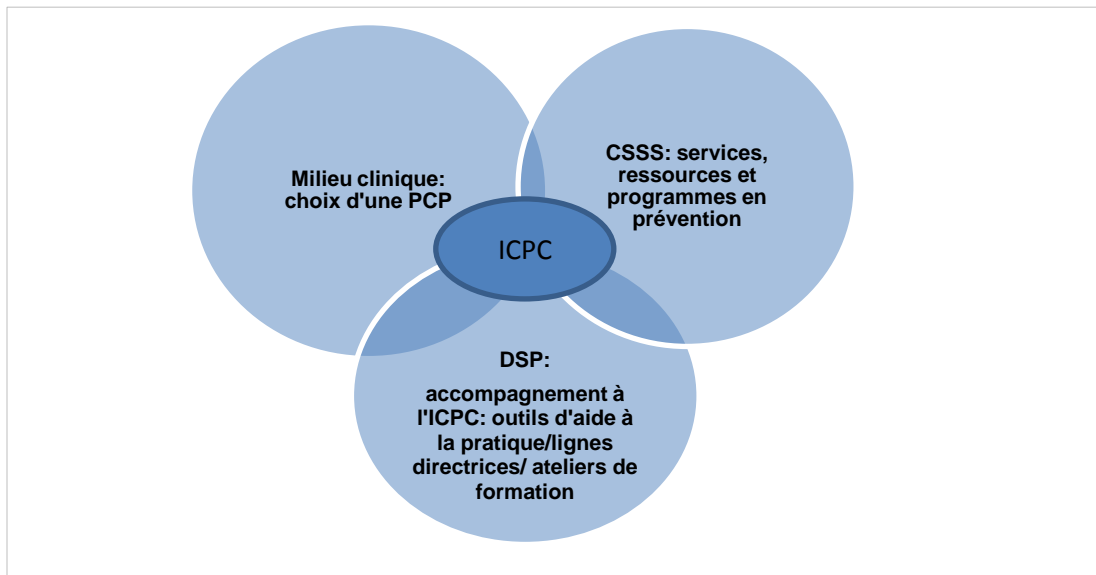 Milieu clinique:
choix d'une PCP
CSSS: services,
ressources et
programmes en
prévention
ICPC
DSP:
accompagnement à
l'ICPC: outils d'aide à
la pratique/lignes
directrices/ ateliers de
formation